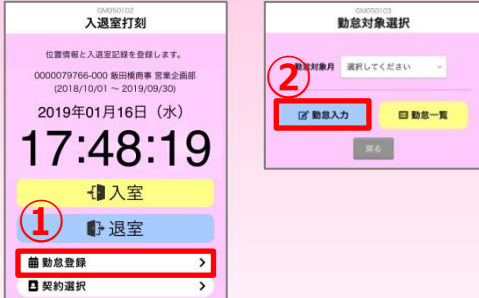 GM050102
入退室打刻
位置情報と入退室記録を登録します。
0000079766-000 飯田橋商事 営業企画部
(2018/10/01 ～ 2019/09/30)
2019年01月16日（水）
17:48:19
入室
①
退室
勤怠登録
契約選択
GM050103
勤怠対象選択
②
勤怠対象月 選択してください
勤怠入力 勤怠一覧
戻る